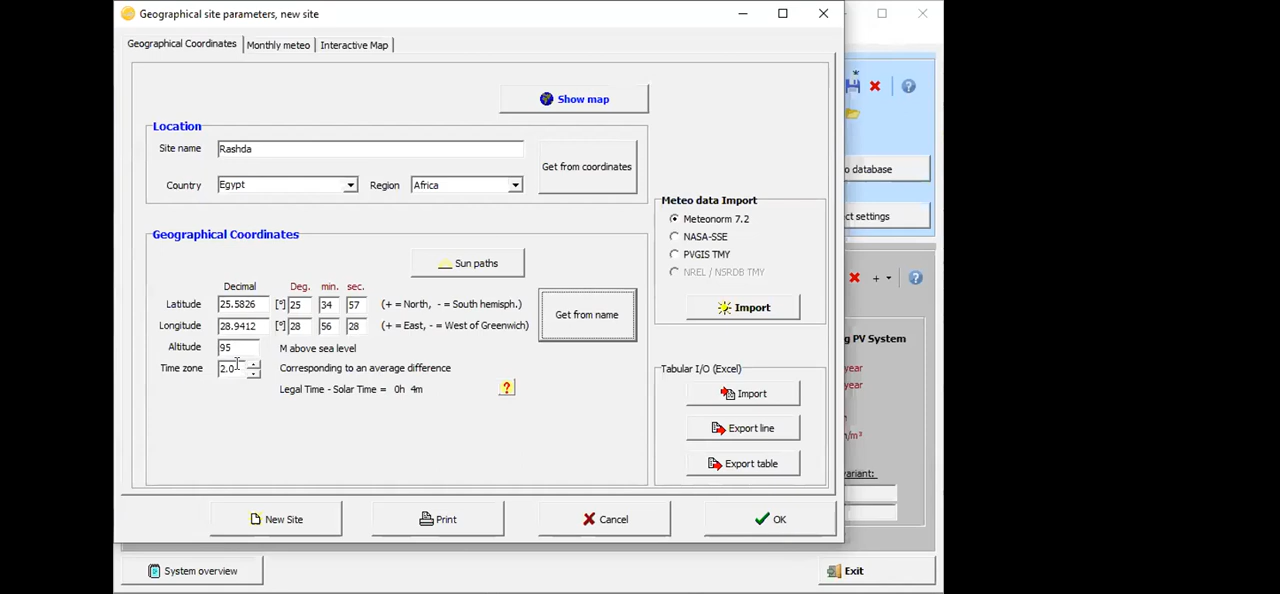 Geographical site parameters, new site
Geographical Coordinates
Monthly meteo
Interactive Map
Show map
Location
Site name
Rashda
Get from coordinates
Country
Egypt
Region
Africa
o database
ect settings
Meteo data Import
Meteonorm 7.2
NASA-SSE
PVGIS TMY
NREL / NSRDB TMY
Import
Geographical Coordinates
Sun paths
Decimal
Deg.
min.
sec.
Latitude
25.5826
[°]
25
34
57
(+ = North, - = South hemisph.)
Get from name
Longitude
28.9412
[°]
28
56
28
(+ = East, - = West of Greenwich)
Altitude
95
M above sea level
Time zone
2.0
Corresponding to an average difference
Legal Time - Solar Time = 0h 4m
?
Tabular I/O (Excel)
Import
Export line
Export table
g PV System
year
year
m/m³
variant:
New Site
Print
Cancel
OK
System overview
Exit